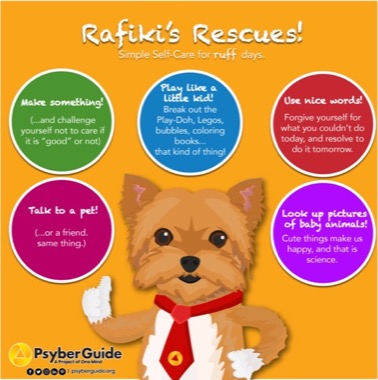 Rafiki's Rescues!
Simple Self-Care for ruff days.
Make something!
(...and challenge
yourself not to care if
it is "good" or not)
Play like a
little kid!
Break out the
Play-Doh, Legos,
bubbles, coloring
books...
that kind of thing!
Use nice words!
Forgive yourself for
what you couldn't do
today, and resolve to
do it tomorrow.
Talk to a pet!
(...or a friend.
same thing.)
Look up pictures
of baby animals!
Cute things make us
happy, and that is
science.
PsyberGuide
A Project of One Mind
| psyberguide.org